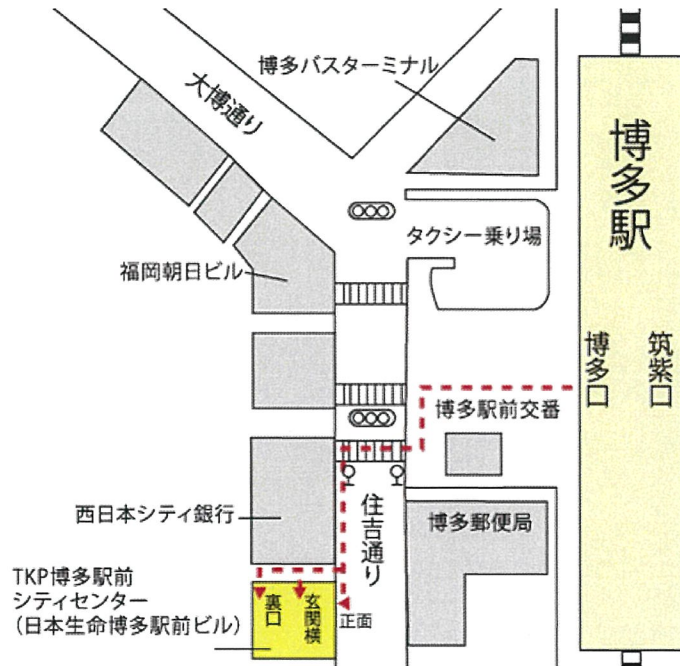 博多バスターミナル
大博通り
博多駅
タクシー乗り場
福岡朝日ビル
博多口
筑紫口
博多駅前交番
西日本シティ銀行
住吉通り
博多郵便局
TKP博多駅前
シティセンター
（日本生命博多駅前ビル）
裏口
玄関横
正面